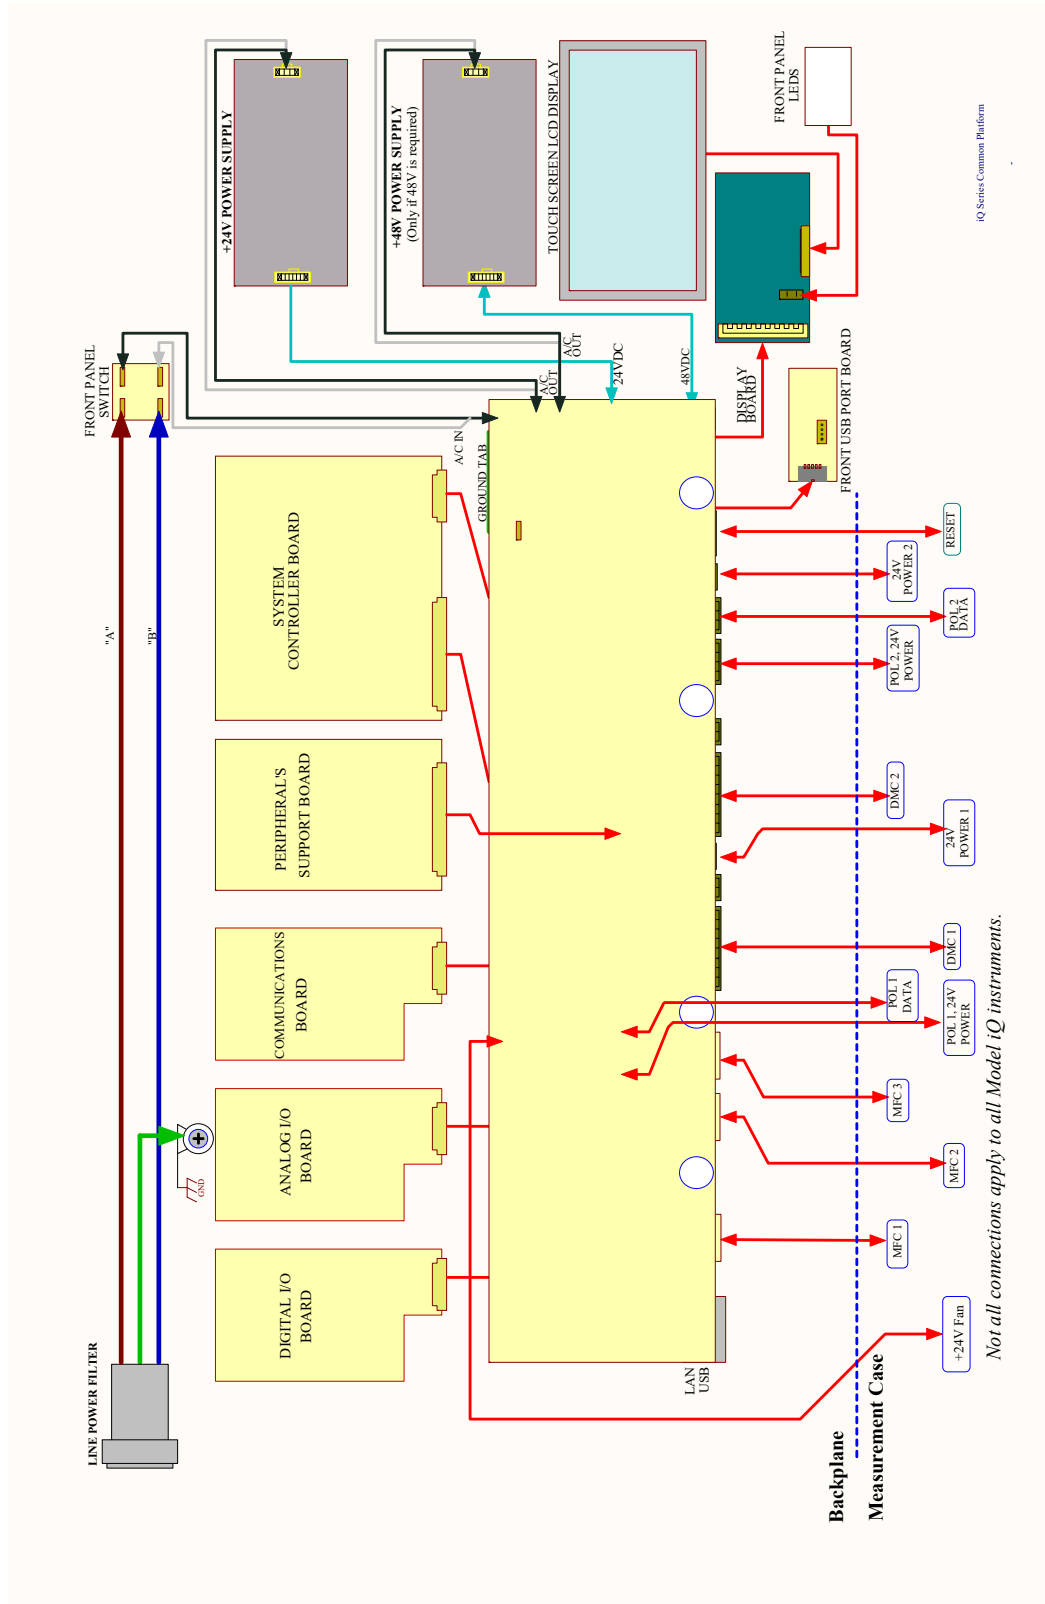 LINE POWER FILTER
"A"
"B"
FRONT PANEL
SWITCH
+24V POWER SUPPLY
+48V POWER SUPPLY
(Only if 48V is required)
TOUCH SCREEN LCD DISPLAY
FRONT PANEL
LEDS
GND
DIGITAL I/O
BOARD
ANALOG I/O
BOARD
COMMUNICATIONS
BOARD
PERIPHERAL'S
SUPPORT BOARD
SYSTEM
CONTROLLER BOARD
A/C IN
GROUND TAB
A/C
OUT
A/C
OUT
24VDC
48VDC
DISPLAY
BOARD
FRONT USB PORT BOARD
LAN
USB
Backplane
Measurement Case
+24V Fan
MFC 1
MFC 2
MFC 3
POL 1, 24V
POWER
POL 1
DATA
DMC 1
24V
POWER 1
DMC 2
POL 2, 24V
POWER
POL 2
DATA
24V
POWER 2
RESET
Not all connections apply to all Model iQ instruments.
iQ Series Common Platform
-